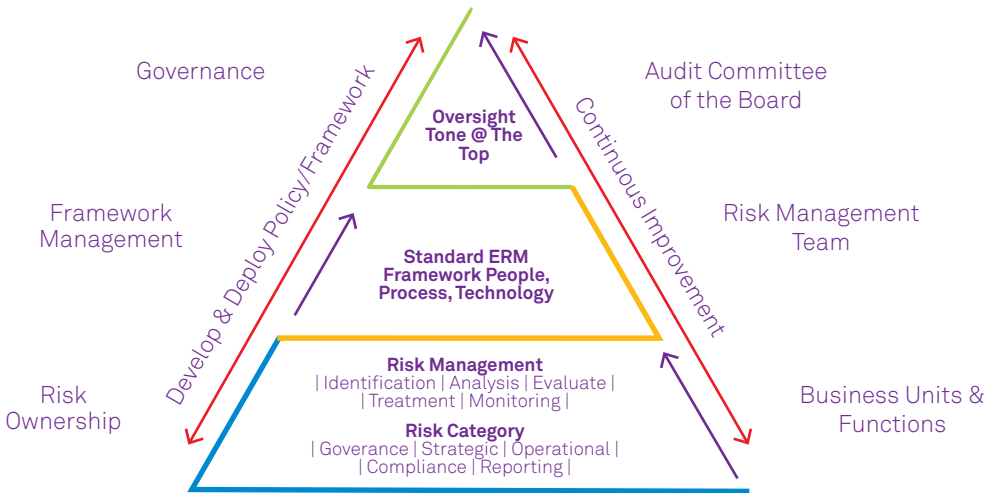 Governance
Audit Committee
of the Board
Develop & Deploy Policy/Framework
Continuous Improvement
Oversight
Tone @ The
Top
Framework
Management
Risk Management
Team
Standard ERM
Framework People,
Process, Technology
Risk
Ownership
Business Units &
Functions
Risk Management
| Identification | Analysis | Evaluate |
| Treatment | Monitoring |
Risk Category
| Goverance | Strategic | Operational |
| Compliance | Reporting |